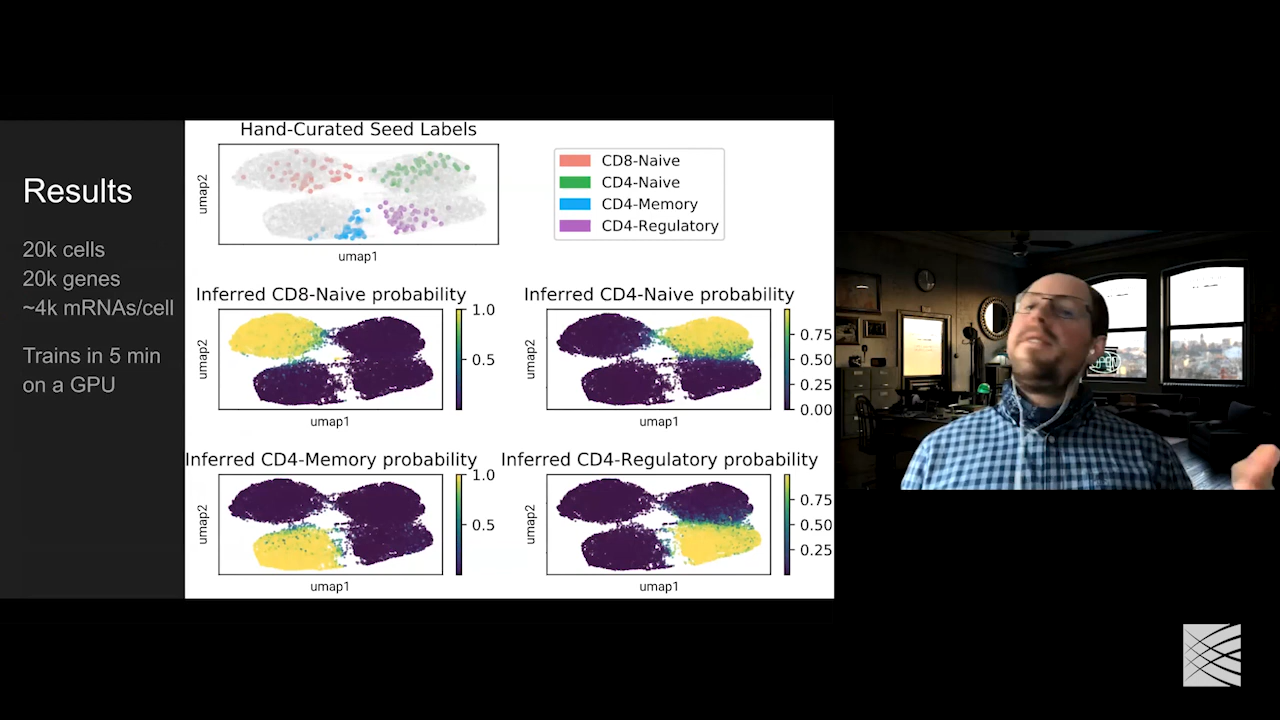 Results
20k cells
20k genes
~4k mRNAs/cell
Trains in 5 min
on a GPU
Hand-Curated Seed Labels
umap2
umap1
CD8-Naive
CD4-Naive
CD4-Memory
CD4-Regulatory
Inferred CD8-Naive probability
umap2
umap1
1.0
0.5
Inferred CD4-Naive probability
umap2
umap1
0.75
0.50
0.25
0.00
Inferred CD4-Memory probability
umap2
umap1
1.0
0.5
Inferred CD4-Regulatory probability
umap2
umap1
0.75
0.50
0.25